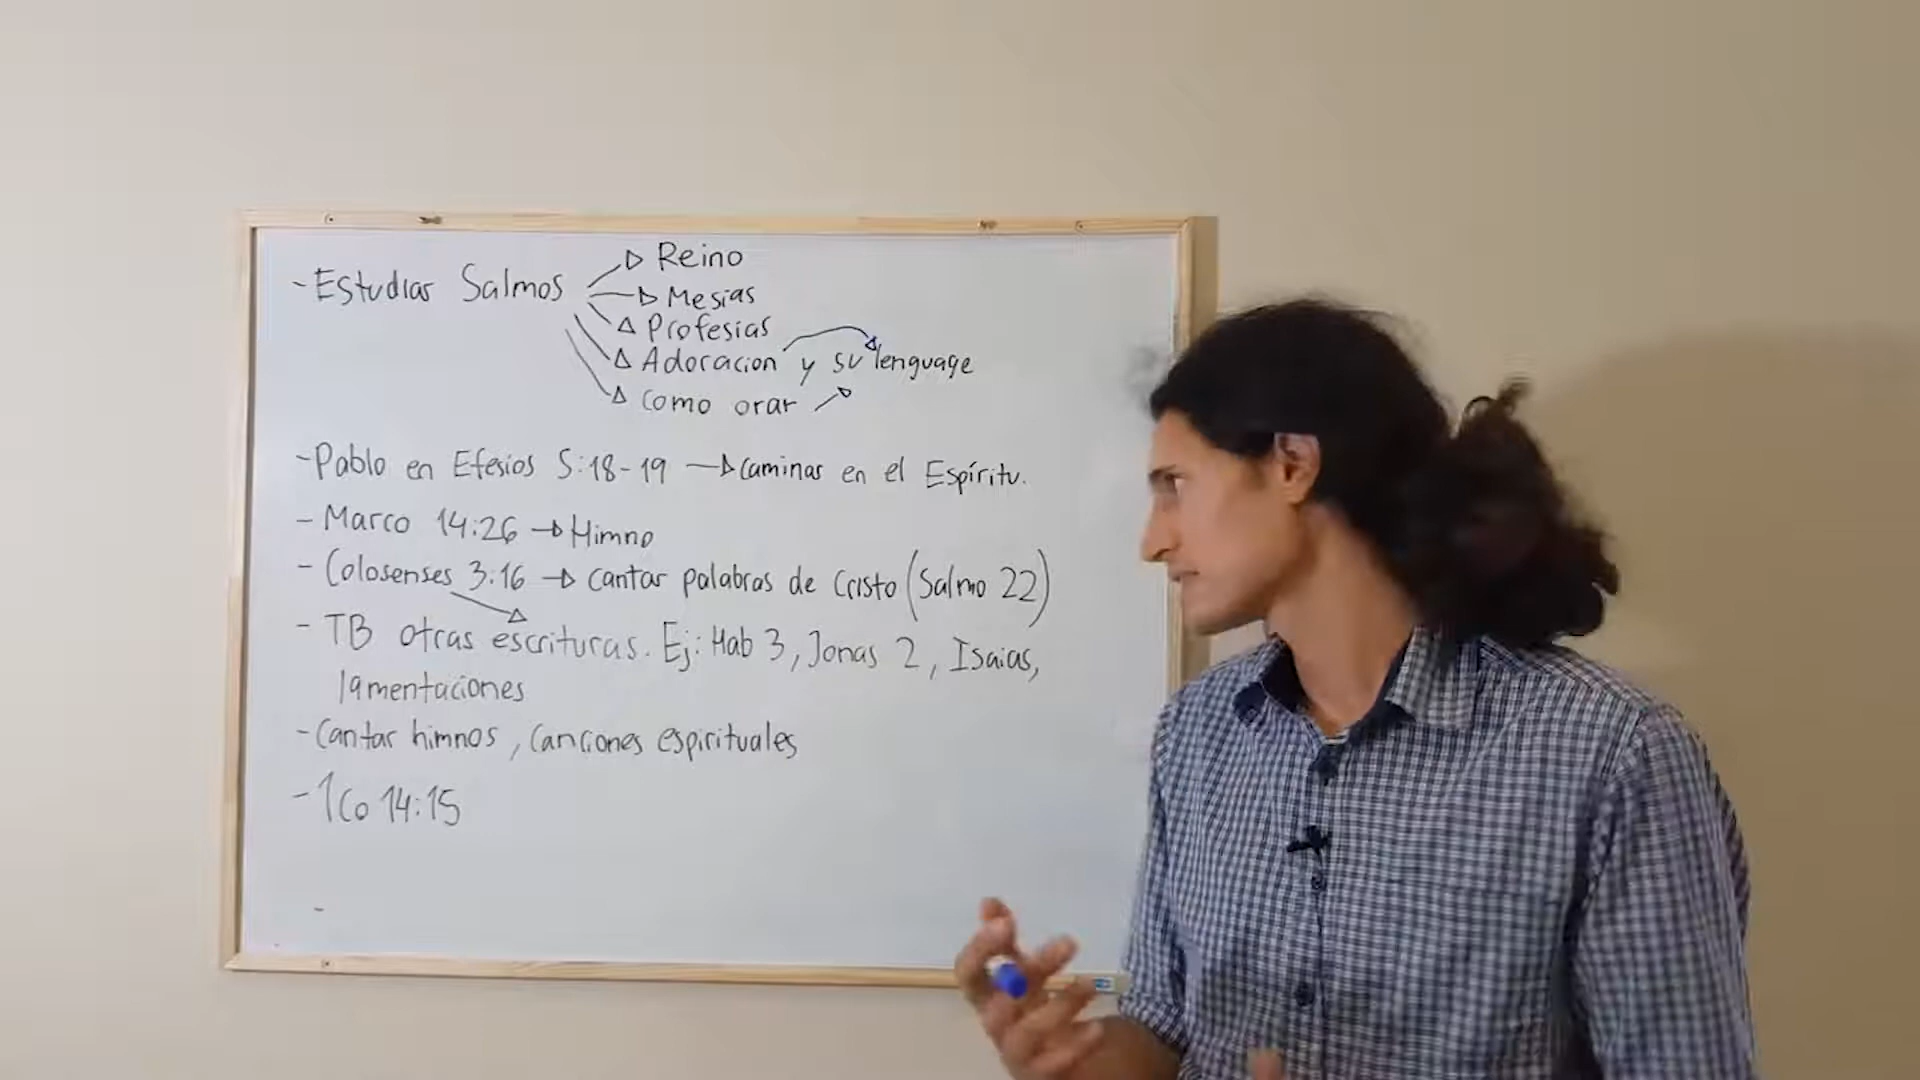 - Estudiar Salmos
Reino
Mesias
Profesias
Adoracion y su lenguage
como orar
- Pablo en Efesios 5:18-19 → Caminar en el Espíritu.
- Marco 14:26 → Himno
- Colosenses 3:16 → cantar palabras de Cristo (Salmo 22)
- TB otras escrituras. Ej: Hab 3, Jonas 2, Isaias,
lamentaciones
- Cantar himnos, canciones espirituales
- 1Co 14:15
-